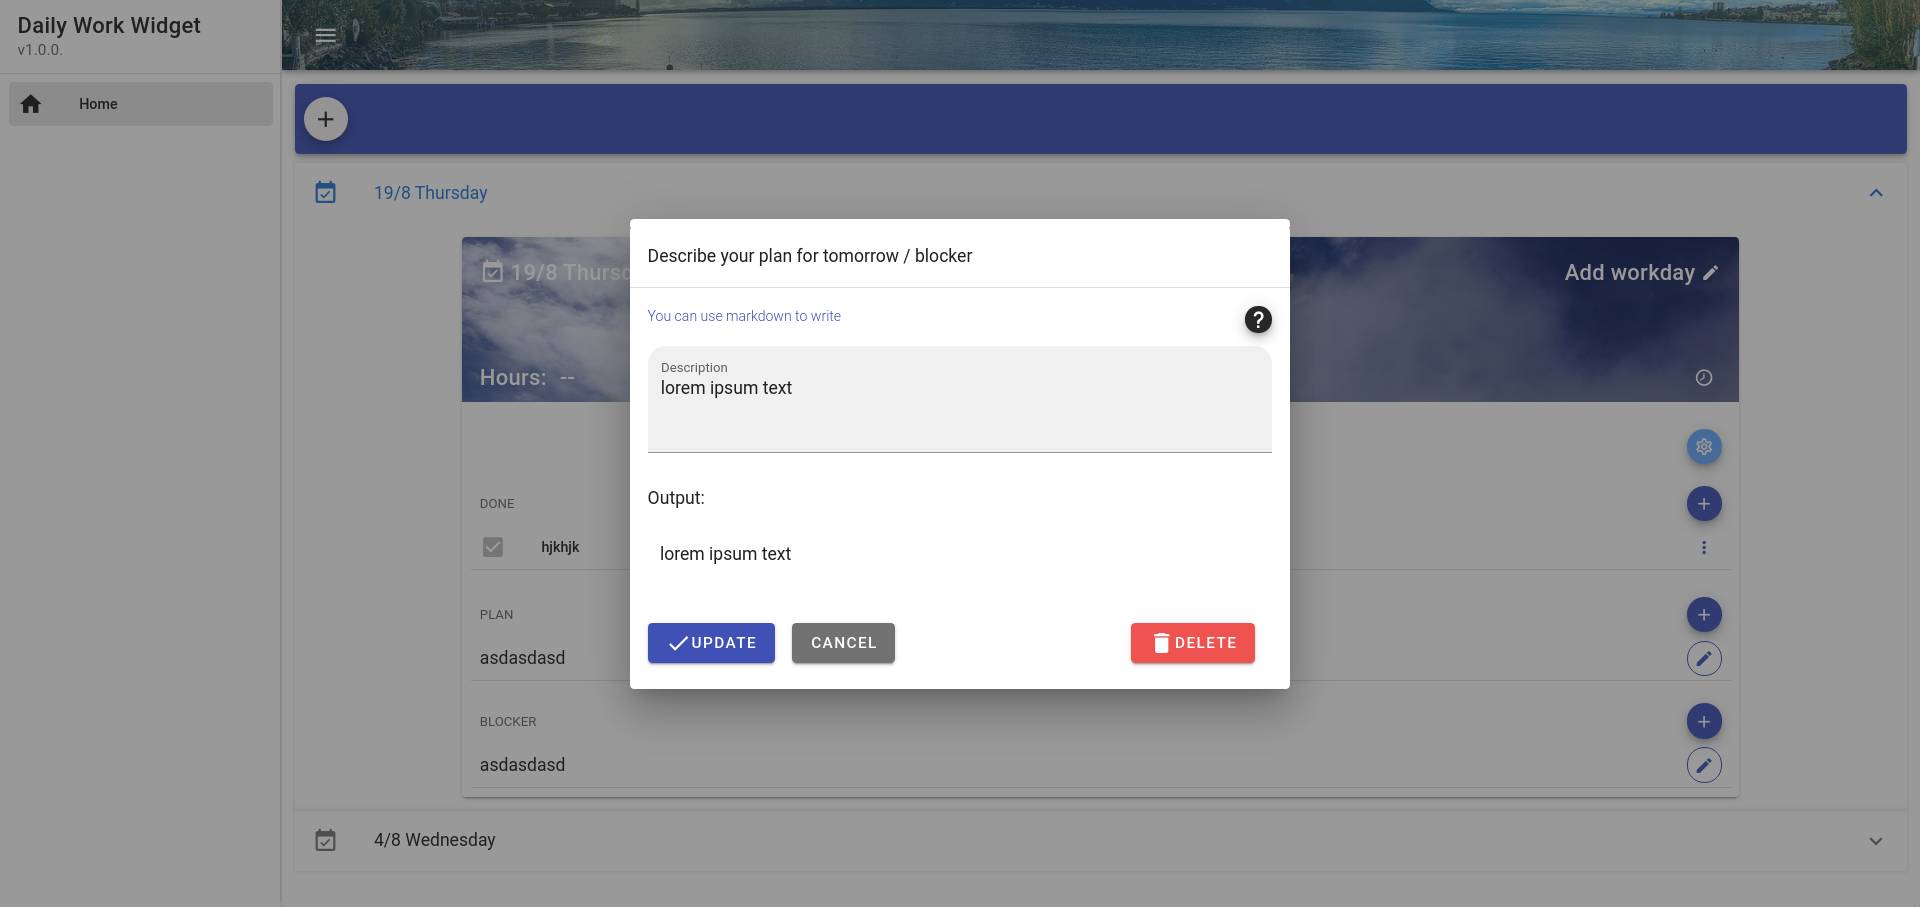 Daily Work Widget
v1.0.0.
Home
19/8 Thursday
19/8 Thursd
Add workday
Hours: --
DONE
hjkhjk
PLAN
asdasdasd
BLOCKER
asdasdasd
4/8 Wednesday
Describe your plan for tomorrow / blocker
You can use markdown to write
?
Description
lorem ipsum text
Output:
lorem ipsum text
UPDATE
CANCEL
DELETE